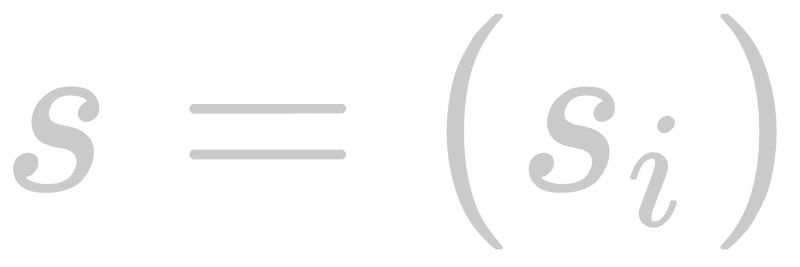 s = (s_i)